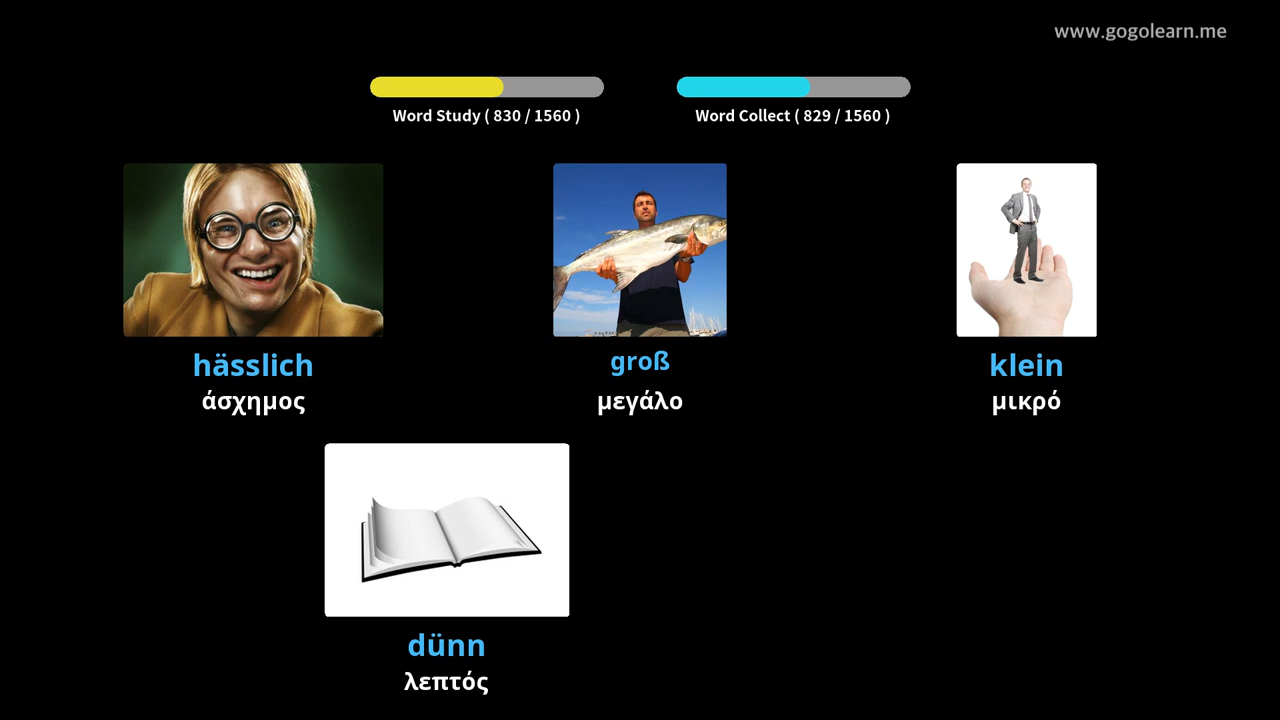 www.gogolearn.me
Word Study ( 830 / 1560 )
Word Collect ( 829 / 1560 )
hässlich
άσχημος
groß
μεγάλο
klein
μικρό
dünn
λεπτός